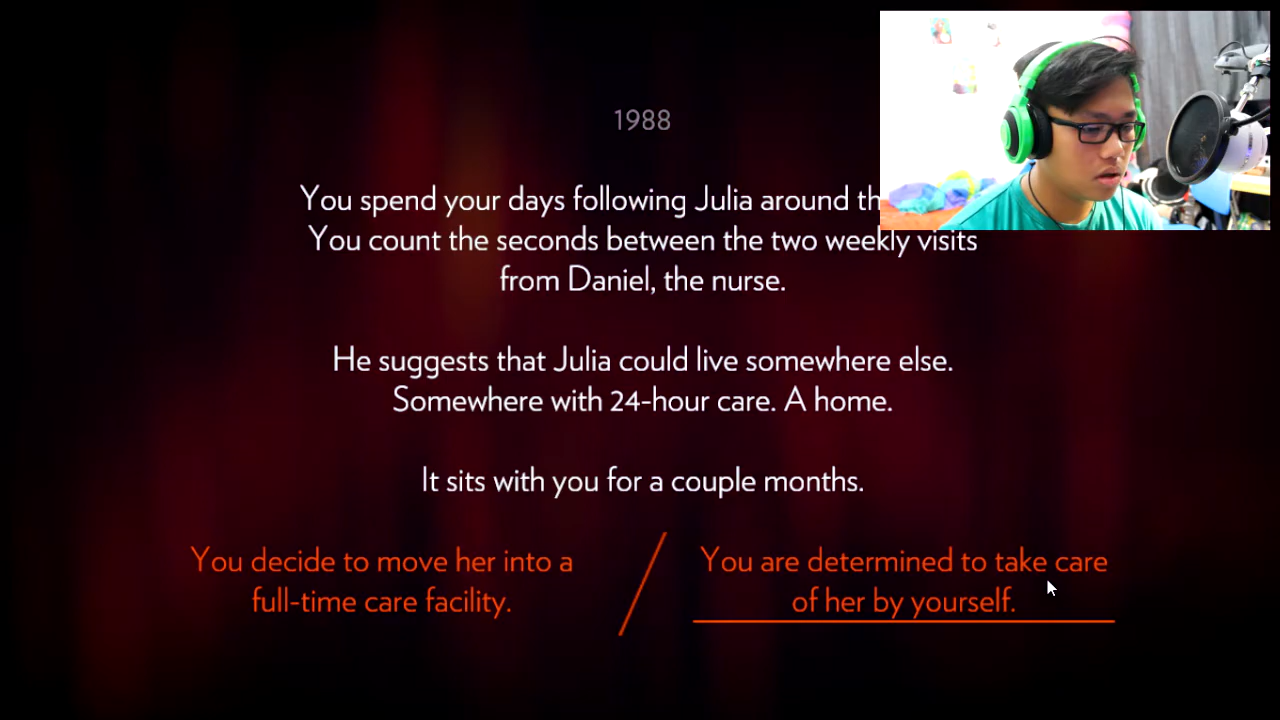 1988
You spend your days following Julia around
You count the seconds between the two weekly visits
from Daniel, the nurse.
He suggests that Julia could live somewhere else.
Somewhere with 24-hour care. A home.
It sits with you for a couple months.
You decide to move her into a
full-time care facility.
You are determined to take care
of her by yourself.